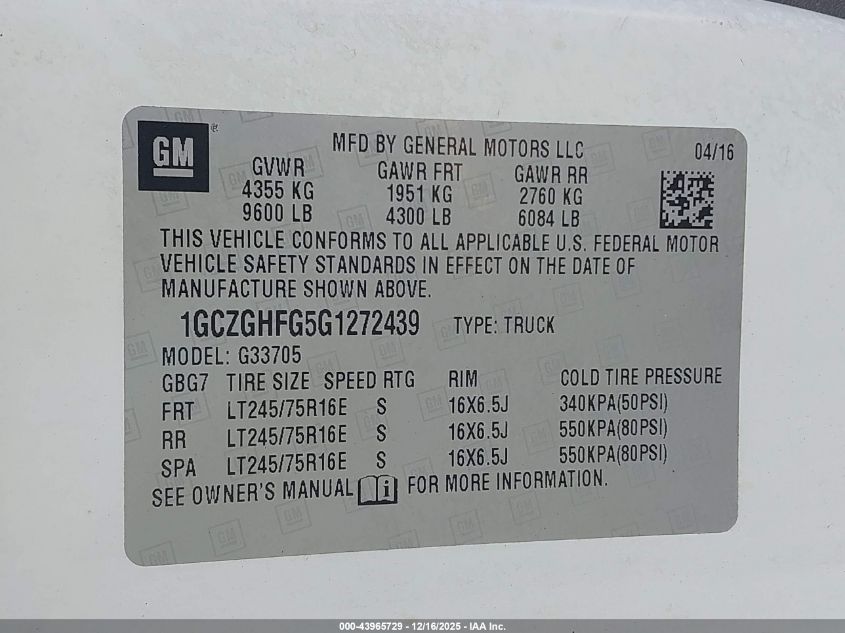 GM ®
MFD BY GENERAL MOTORS LLC 04/16
GVWR GAWR FRT GAWR RR
4355 KG 1951 KG 2760 KG
9600 LB 4300 LB 6084 LB
THIS VEHICLE CONFORMS TO ALL APPLICABLE U.S. FEDERAL MOTOR
VEHICLE SAFETY STANDARDS IN EFFECT ON THE DATE OF
MANUFACTURE SHOWN ABOVE.
1GCZGHFG5G1272439 TYPE: TRUCK
MODEL: G33705
GBG7 TIRE SIZE SPEED RTG RIM COLD TIRE PRESSURE
FRT LT245/75R16E S 16X6.5J 340KPA(50PSI)
RR LT245/75R16E S 16X6.5J 550KPA(80PSI)
SPA LT245/75R16E S 16X6.5J 550KPA(80PSI)
SEE OWNER'S MANUAL i FOR MORE INFORMATION.
000-43965729 - 12/16/2025 - IAA Inc.